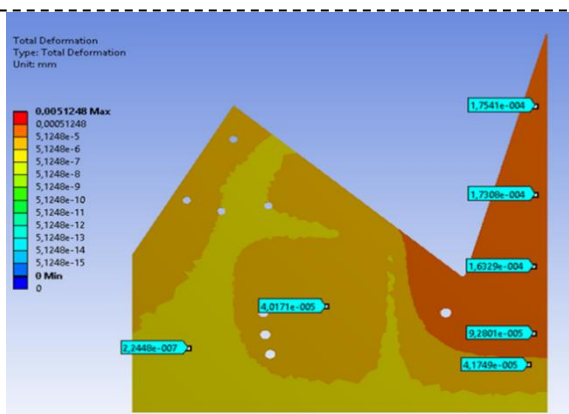 Total Deformation
Type: Total Deformation
Unit: mm
0,0051248 Max
0,00051248
5,1248e-5
5,1248e-6
5,1248e-7
5,1248e-8
5,1248e-9
5,1248e-10
5,1248e-11
5,1248e-12
5,1248e-13
5,1248e-14
5,1248e-15
0 Min
0
1,7541e-004
1,7308e-004
1,6329e-004
4,0171e-005
9,2801e-005
2,2448e-007
4,1749e-005